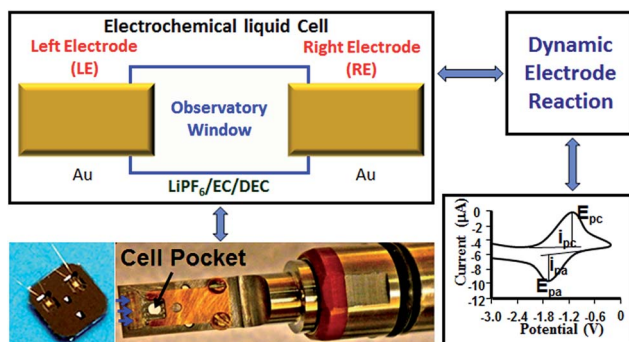 Electrochemical liquid Cell
Left Electrode
(LE)
Right Electrode
(RE)
Observatory
Window
Au
Au
LiPF6/EC/DEC
Dynamic
Electrode
Reaction
Cell Pocket
Current (µA)
0
-2
-4
-6
-8
-10
-12
Epc
ipc
ipa
Epa
-3.0 -2.4 -1.8 -1.2 -0.6 0.0
Potential (V)